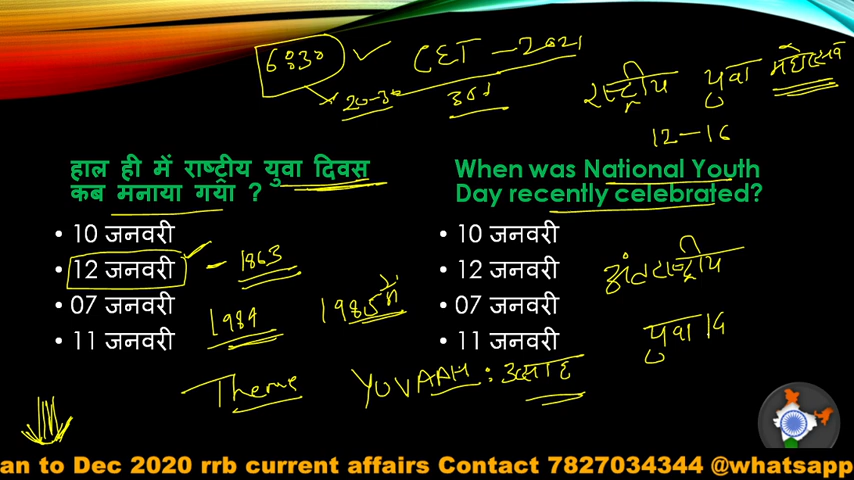 6:30
CET - 2021
20-30
301
राष्ट्रीय युवा महोत्सव
12-16
हाल ही में राष्ट्रीय युवा दिवस
कब मनाया गया ?
• 10 जनवरी
• 12 जनवरी - 1863
• 07 जनवरी
• 11 जनवरी
1984
1985 में
When was National Youth
Day recently celebrated?
• 10 जनवरी
• 12 जनवरी
• 07 जनवरी
• 11 जनवरी
अंतराष्ट्रीय
युवा
Theme YUVAAH : उत्साह
an to Dec 2020 rrb current affairs Contact 7827034344 @whatsapp